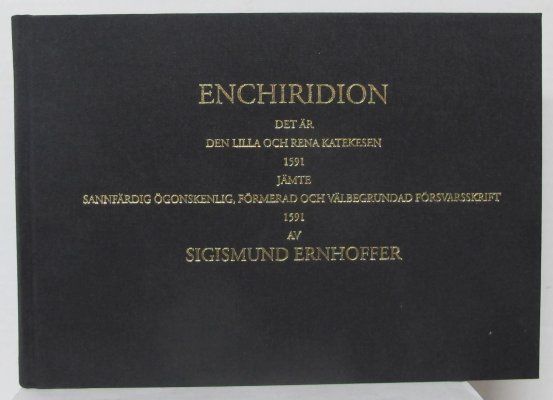 ENCHIRIDION
DET ÄR
DEN LILLA OCH RENA KATEKESEN
1591
JÄMTE
SANNFÄRDIG ÖGONSKENLIG, FÖRMERAD OCH VÄLBEGRUNDAD FÖRSVARSSKRIFT
1591
AV
SIGISMUND ERNHOFFER